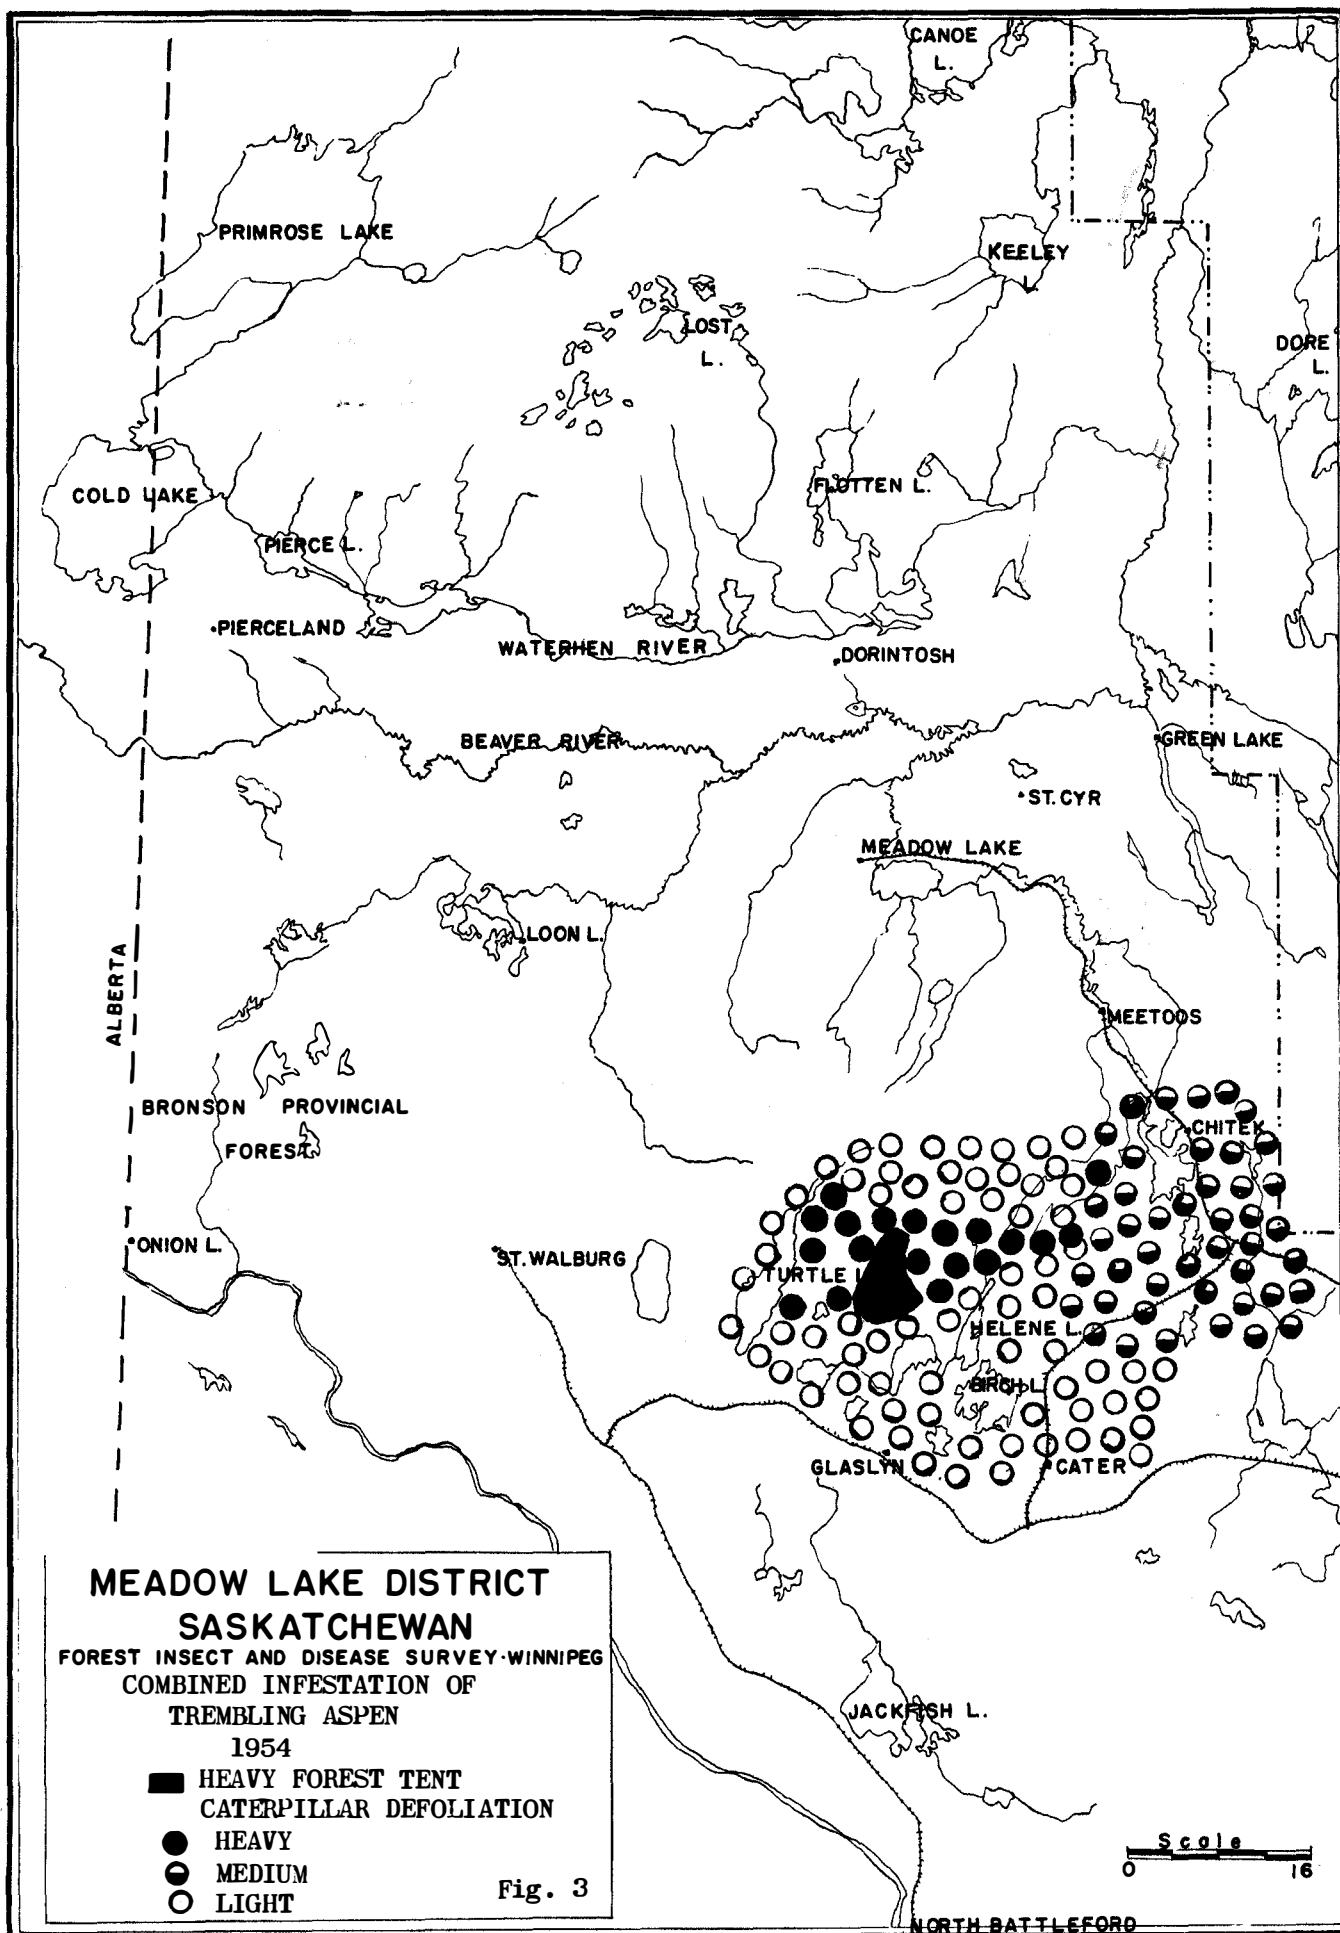 CANOE
L.
PRIMROSE LAKE
KEELEY
L.
LOST
L.
DORE
L.
COLD LAKE
FLOTTEN L.
PIERCE L.
PIERCELAND
WATERHEN RIVER
DORINTOSH
BEAVER RIVER
GREEN LAKE
ST. CYR
MEADOW LAKE
LOON L.
ALBERTA
MEETOOS
BRONSON PROVINCIAL
FOREST
CHITEK
ONION L.
ST. WALBURG
TURTLE L
HELENE L.
BIRCH L.
GLASLYN
CATER
MEADOW LAKE DISTRICT
SASKATCHEWAN
FOREST INSECT AND DISEASE SURVEY·WINNIPEG
COMBINED INFESTATION OF
TREMBLING ASPEN
1954
HEAVY FOREST TENT
CATERPILLAR DEFOLIATION
HEAVY
MEDIUM
LIGHT
Fig. 3
JACKFISH L.
Scale
0 16
NORTH BATTLEFORD